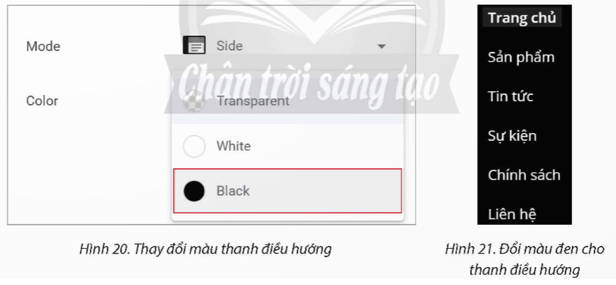 Mode
Side
Color
Chân trời sáng tạo
Transparent
White
Black
Hình 20. Thay đổi màu thanh điều hướng
Trang chủ
Sản phẩm
Tin tức
Sự kiện
Chính sách
Liên hệ
Hình 21. Đổi màu đen cho
thanh điều hướng